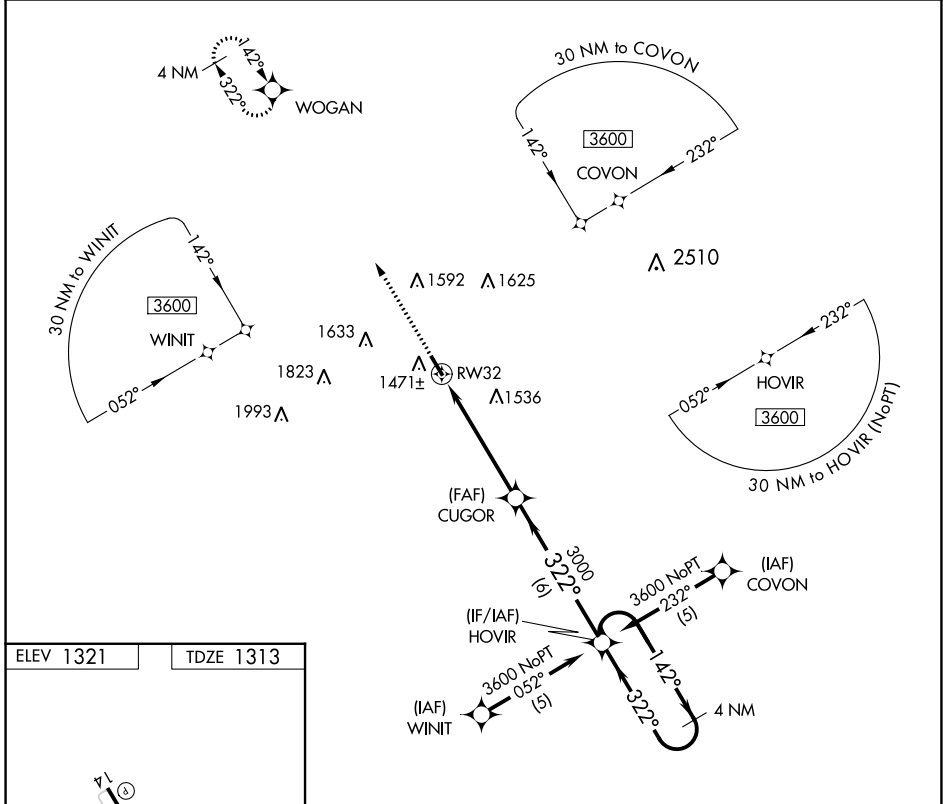 142°
4 NM
322°
WOGAN
30 NM to COVON
142°
3600
232°
COVON
30 NM to WINIT
142°
3600
WINIT
052°
2510
1592
1625
1633
1823
1471±
RW32
1993
1536
232°
052°
HOVIR
3600
30 NM to HOVIR (NoPT)
(FAF)
CUGOR
3000
322°
(6)
(IAF)
COVON
3600 NoPT
232°
(5)
(IF/IAF)
HOVIR
3600 NoPT
052°
(5)
(IAF)
WINIT
142°
322°
4 NM
ELEV 1321
TDZE 1313
14
P